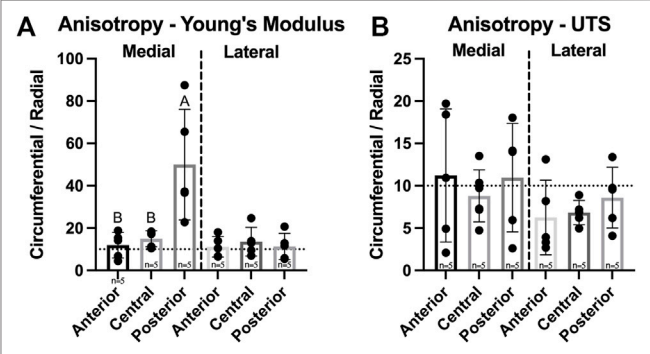 A
Anisotropy - Young's Modulus
Medial
Lateral
Circumferential / Radial
100
80
60
40
20
0
B
B
A
n=5
n=5
n=5
n=5
n=5
n=5
Anterior
Central
Posterior
Anterior
Central
Posterior
B
Anisotropy - UTS
Medial
Lateral
Circumferential / Radial
25
20
15
10
5
0
n=5
n=5
n=5
n=5
n=5
n=5
Anterior
Central
Posterior
Anterior
Central
Posterior